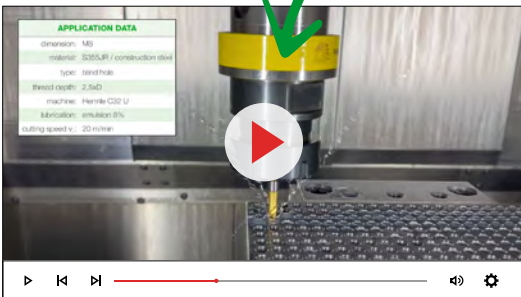 APPLICATION DATA
dimension: M8
material: S355JR / construction steel
type: blind hole
thread depth: 2,5xD
machine: Hermle C32 U
lubrication: emulsion 8%
cutting speed vc: 20 m/min